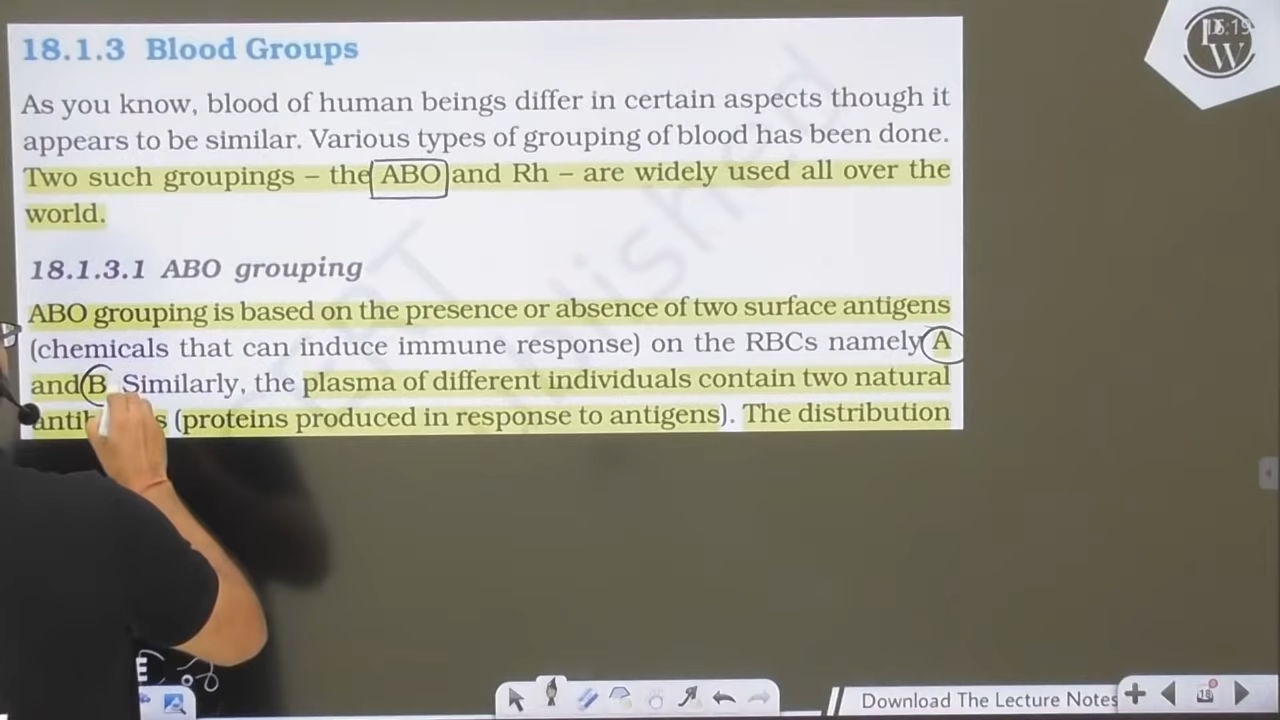 18.1.3 Blood Groups
As you know, blood of human beings differ in certain aspects though it
appears to be similar. Various types of grouping of blood has been done.
Two such groupings – the ABO and Rh – are widely used all over the
world.
18.1.3.1 ABO grouping
ABO grouping is based on the presence or absence of two surface antigens
(chemicals that can induce immune response) on the RBCs namely A
and B Similarly, the plasma of different individuals contain two natural
(proteins produced in response to antigens). The distribution
PW
Download The Lecture Notes
18